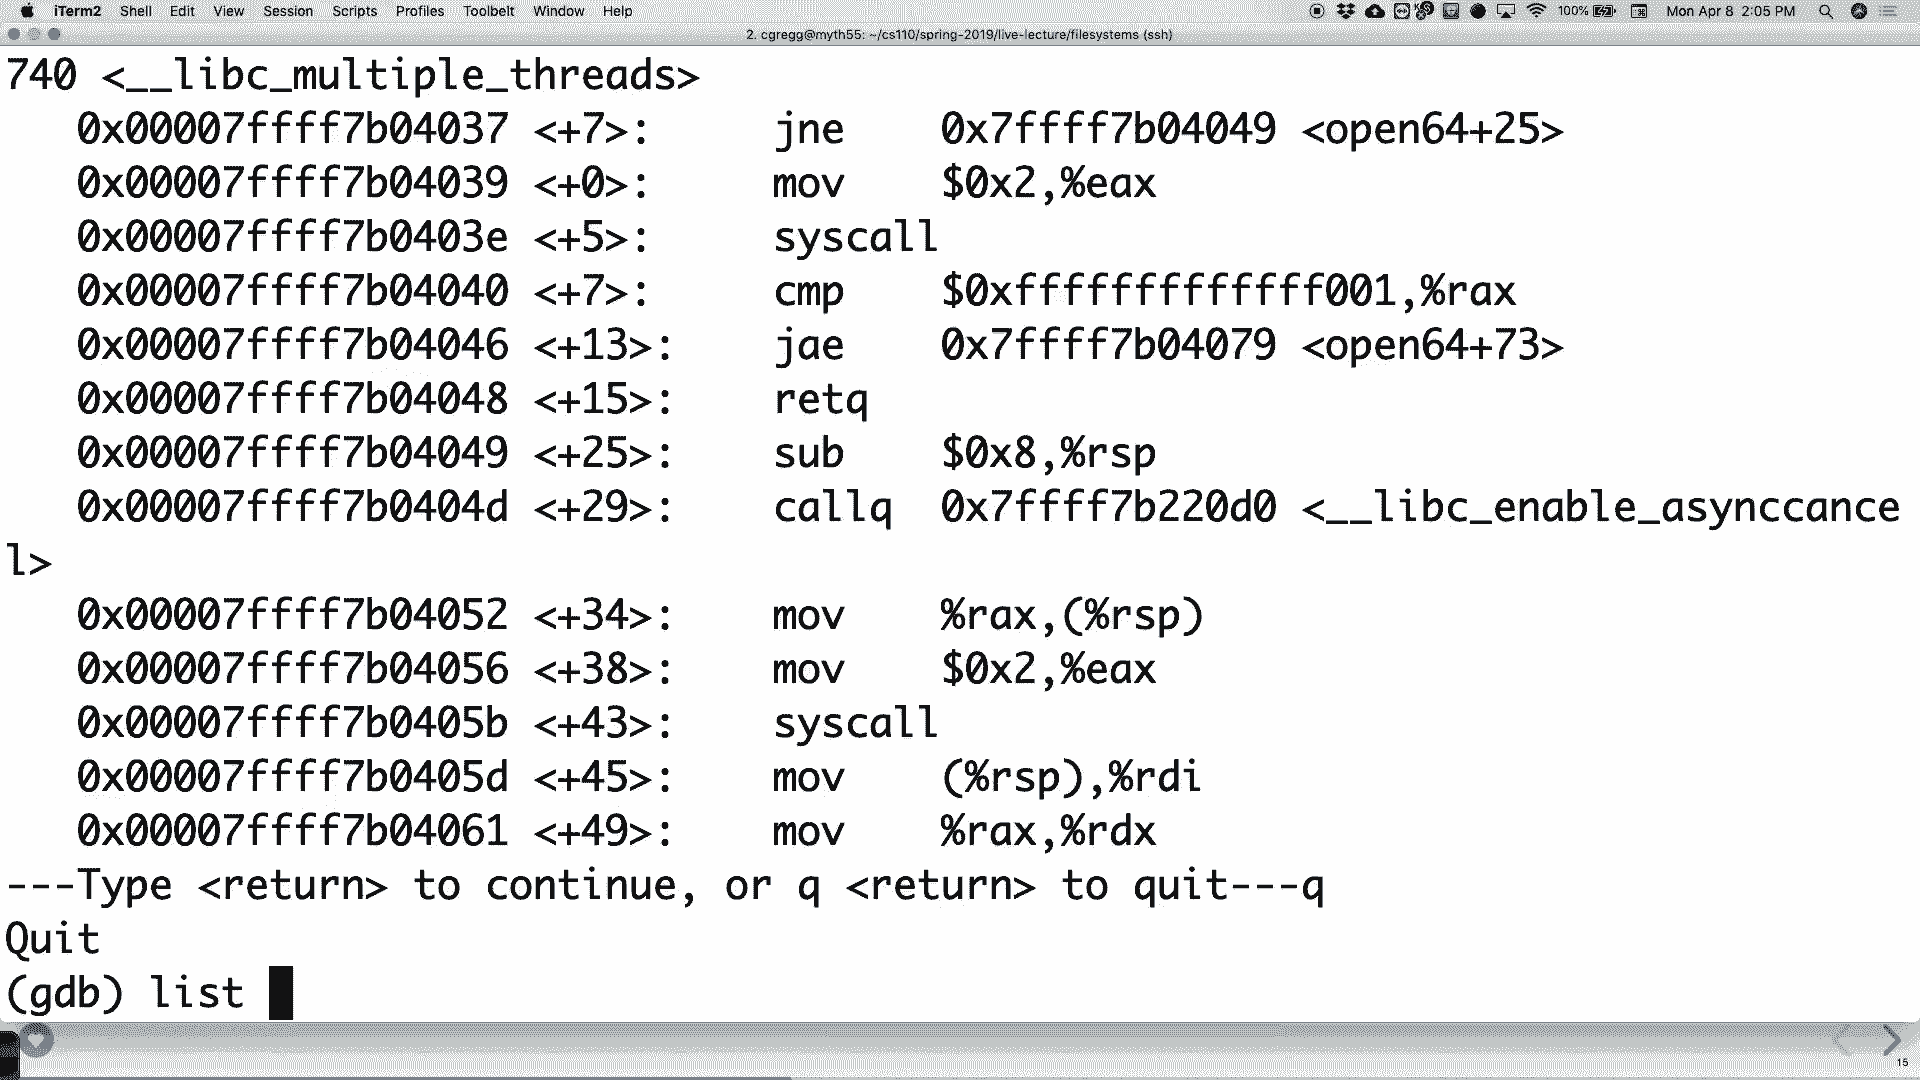 iTerm2 Shell Edit View Session Scripts Profiles Toolbelt Window Help 100% Mon Apr 8 2:05 PM
2. cgregg@myth55: ~/cs110/spring-2019/live-lecture/filesystems (ssh)
740 <__libc_multiple_threads>
0x00007ffff7b04037 <+7>: jne 0x7ffff7b04049 <open64+25>
0x00007ffff7b04039 <+0>: mov $0x2,%eax
0x00007ffff7b0403e <+5>: syscall
0x00007ffff7b04040 <+7>: cmp $0xfffffffffffff001,%rax
0x00007ffff7b04046 <+13>: jae 0x7ffff7b04079 <open64+73>
0x00007ffff7b04048 <+15>: retq
0x00007ffff7b04049 <+25>: sub $0x8,%rsp
0x00007ffff7b0404d <+29>: callq 0x7ffff7b220d0 <__libc_enable_asynccance
l>
0x00007ffff7b04052 <+34>: mov %rax,(%rsp)
0x00007ffff7b04056 <+38>: mov $0x2,%eax
0x00007ffff7b0405b <+43>: syscall
0x00007ffff7b0405d <+45>: mov (%rsp),%rdi
0x00007ffff7b04061 <+49>: mov %rax,%rdx
---Type <return> to continue, or q <return> to quit---q
Quit
(gdb) list
15